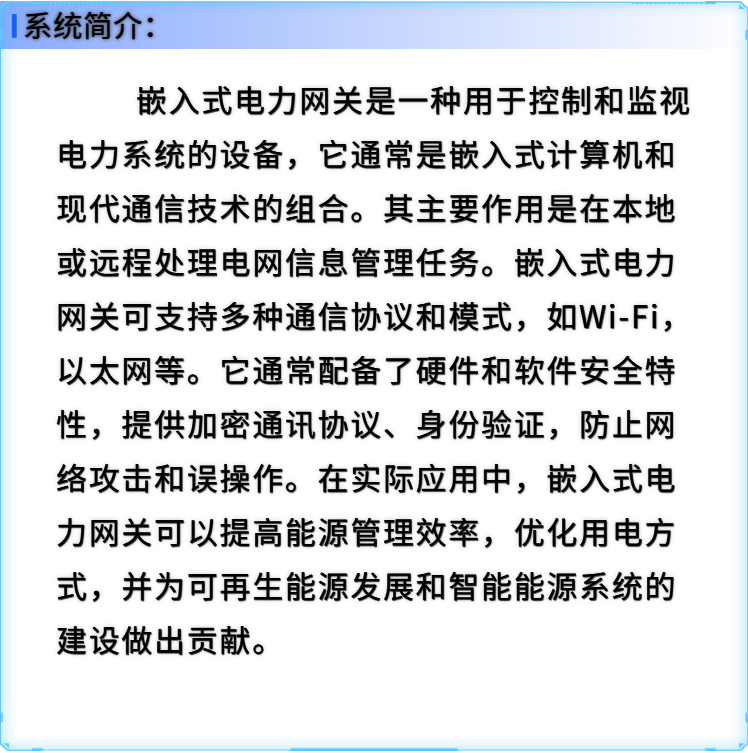 系统简介：
嵌入式电力网关是一种用于控制和监视
电力系统的设备，它通常是嵌入式计算机和
现代通信技术的组合。其主要作用是在本地
或远程处理电网信息管理任务。嵌入式电力
网关可支持多种通信协议和模式，如Wi-Fi，
以太网等。它通常配备了硬件和软件安全特
性，提供加密通讯协议、身份验证，防止网
络攻击和误操作。在实际应用中，嵌入式电
力网关可以提高能源管理效率，优化用电方
式，并为可再生能源发展和智能能源系统的
建设做出贡献。